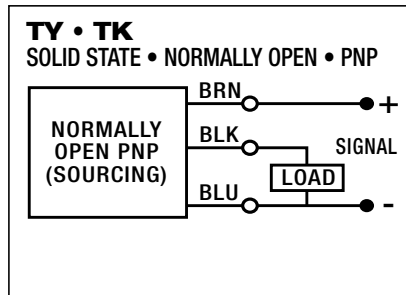 TY • TK
SOLID STATE • NORMALLY OPEN • PNP
BRN
+
NORMALLY
OPEN PNP
(SOURCING)
BLK
SIGNAL
LOAD
BLU
-